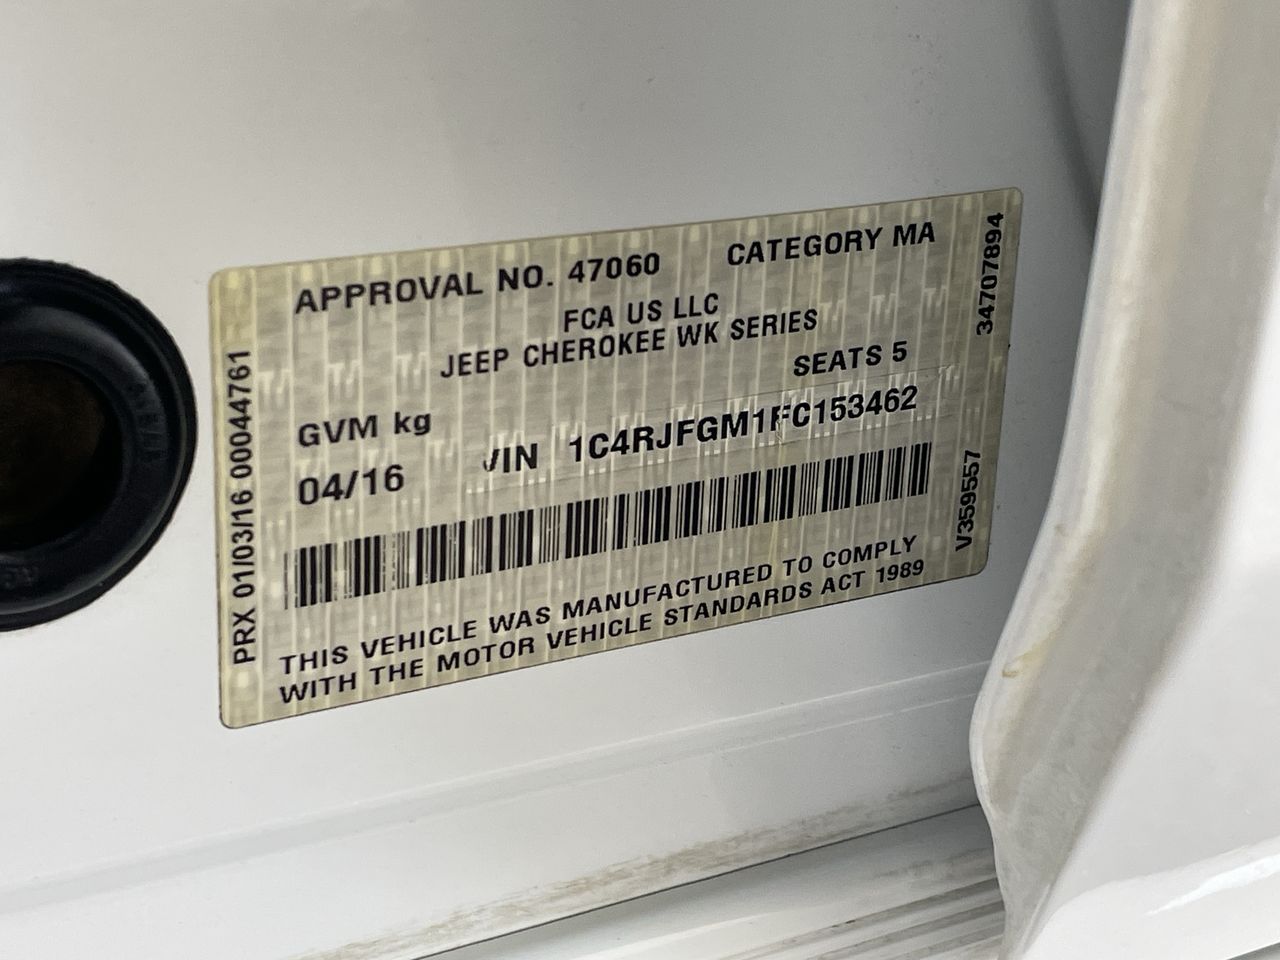 APPROVAL NO. 47060 CATEGORY MA
FCA US LLC
JEEP CHEROKEE WK SERIES
SEATS 5
GVM kg
04/16 VIN 1C4RJFGM1FC153462
THIS VEHICLE WAS MANUFACTURED TO COMPLY
WITH THE MOTOR VEHICLE STANDARDS ACT 1989
PRX 01/03/16 00044761
34707894
V359557